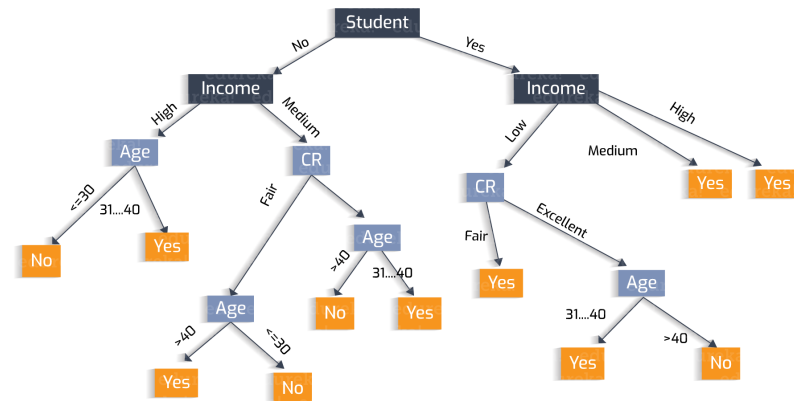 Student
No
Yes
Income
Income
High
Medium
Low
Medium
High
Age
CR
CR
Yes
Yes
<=30
31....40
Fair
Fair
Excellent
No
Yes
Age
Yes
Age
>40
31....40
Age
No
Yes
31....40
>40
>40
<=30
Yes
No
Yes
No